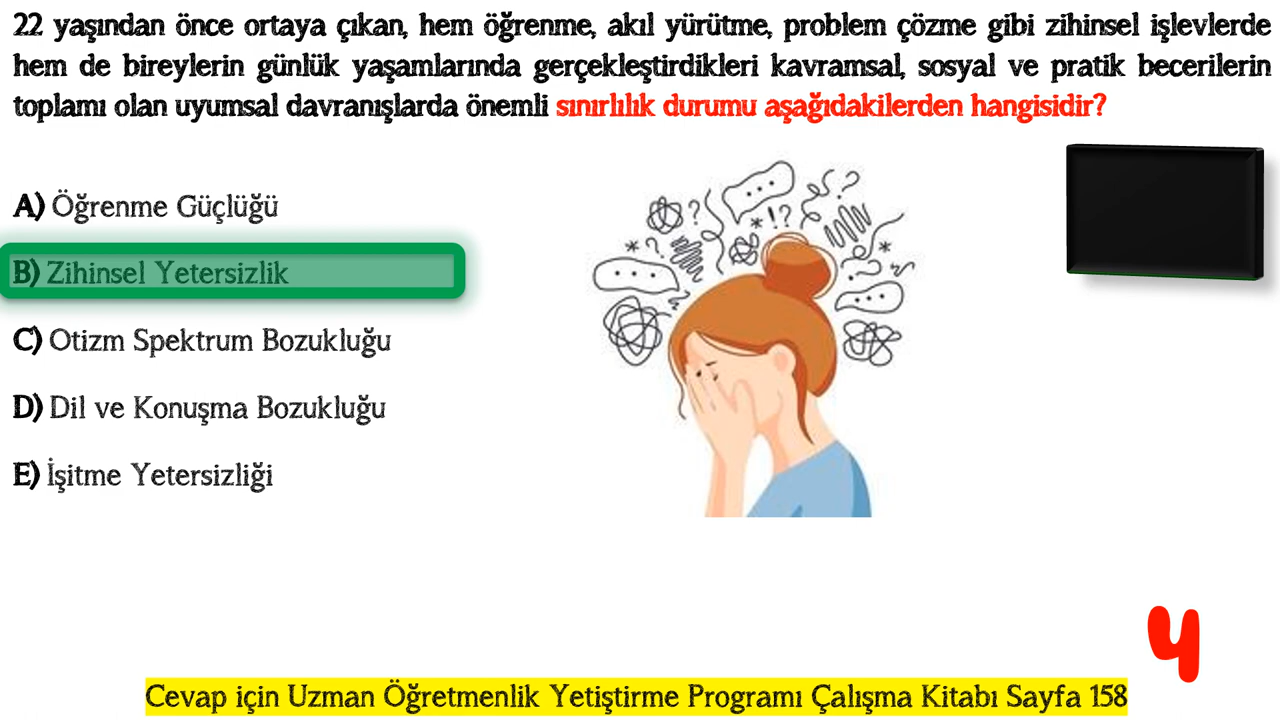 22 yaşından önce ortaya çıkan, hem öğrenme, akıl yürütme, problem çözme gibi zihinsel işlevlerde
hem de bireylerin günlük yaşamlarında gerçekleştirdikleri kavramsal, sosyal ve pratik becerilerin
toplamı olan uyumsal davranışlarda önemli sınırlılık durumu aşağıdakilerden hangisidir?
A) Öğrenme Güçlüğü
B) Zihinsel Yetersizlik
C) Otizm Spektrum Bozukluğu
D) Dil ve Konuşma Bozukluğu
E) İşitme Yetersizliği
4
Cevap için Uzman Öğretmenlik Yetiştirme Programı Çalışma Kitabı Sayfa 158